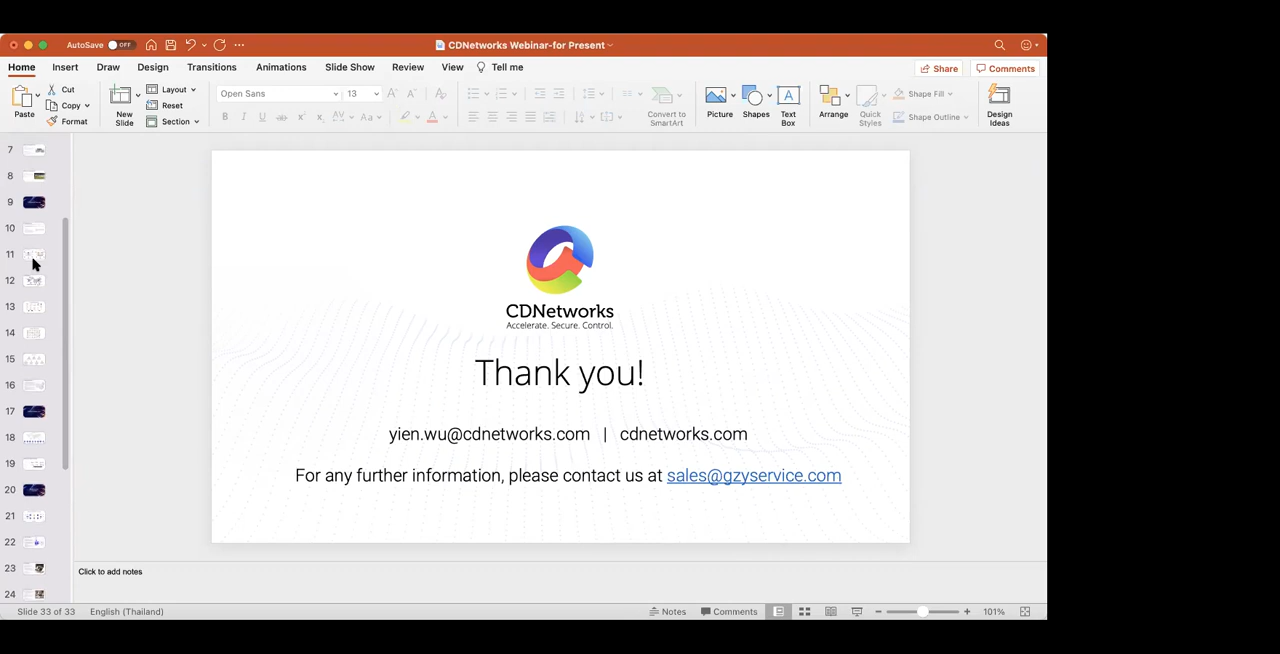 AutoSave OFF
CDNetworks Webinar-for Present
Home Insert Draw Design Transitions Animations Slide Show Review View Tell me
Share Comments
Paste
Cut
Copy
Format
New Slide
Layout
Reset
Section
Open Sans 13
Convert to SmartArt
Picture
Shapes
Text Box
Arrange
Quick Styles
Shape Fill
Shape Outline
Design Ideas
7
8
9
10
11
12
13
14
15
16
17
18
19
20
21
22
23
24
CDNetworks
Accelerate. Secure. Control.
Thank you!
yien.wu@cdnetworks.com | cdnetworks.com
For any further information, please contact us at sales@gzyservice.com
Click to add notes
Slide 33 of 33 English (Thailand) Notes Comments 101%